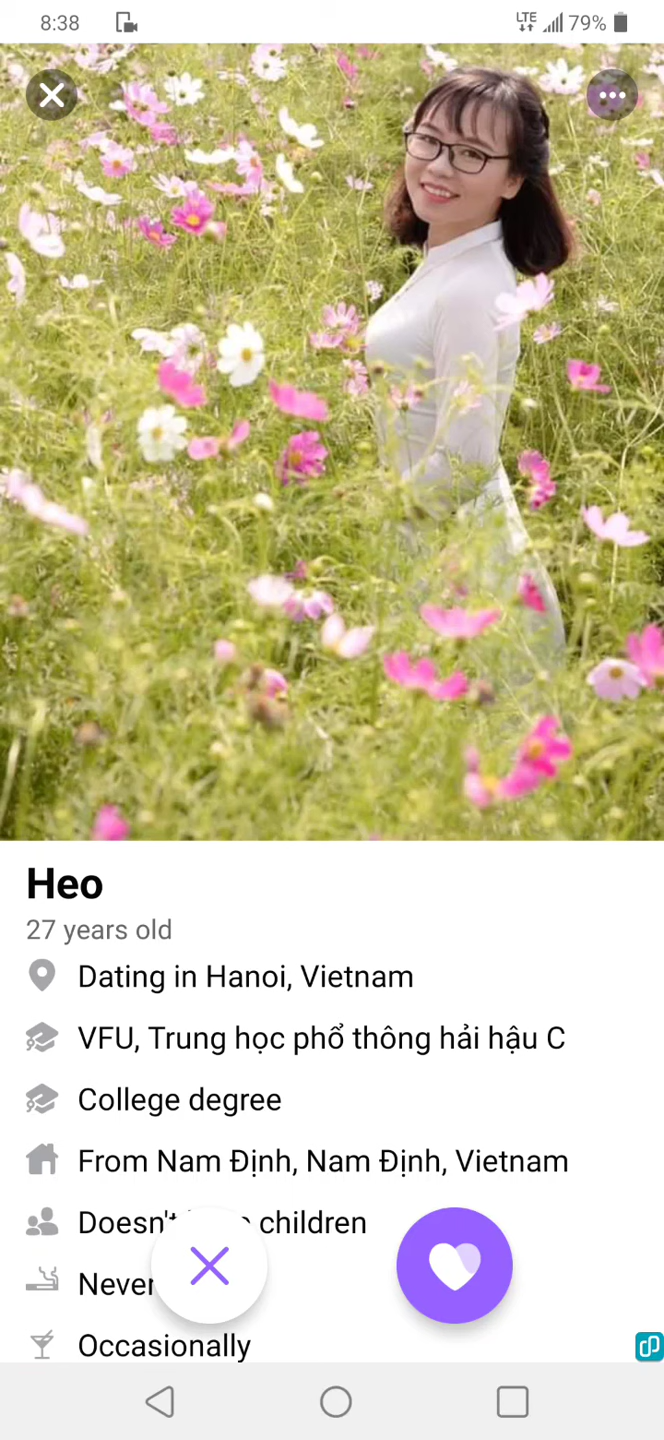 8:38
LTE 79%
Heo
27 years old
Dating in Hanoi, Vietnam
VFU, Trung học phổ thông hải hậu C
College degree
From Nam Định, Nam Định, Vietnam
Doesn't children
Never
Occasionally